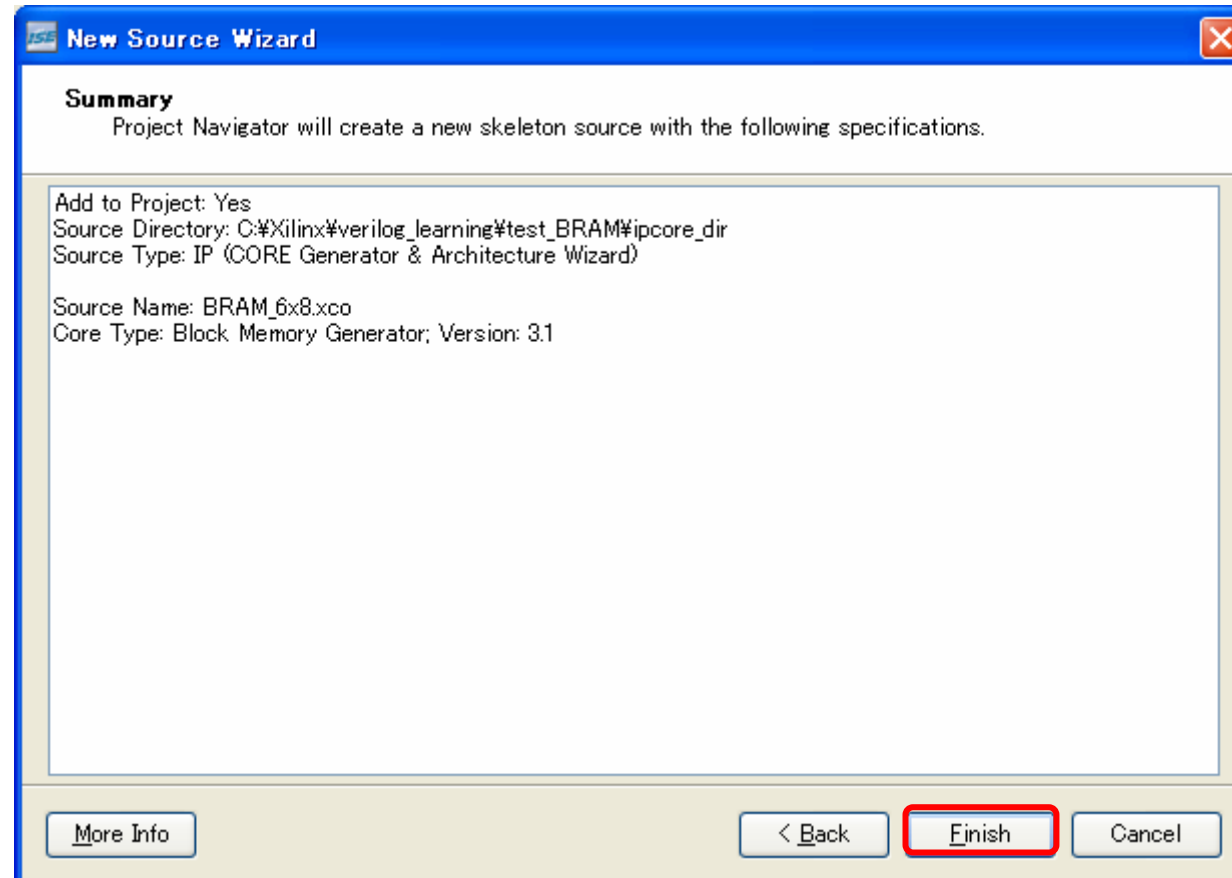 ISE New Source Wizard
Summary
Project Navigator will create a new skeleton source with the following specifications.
Add to Project: Yes
Source Directory: C:¥Xilinx¥verilog_learning¥test_BRAM¥ipcore_dir
Source Type: IP (CORE Generator & Architecture Wizard)
Source Name: BRAM_6x8.xco
Core Type: Block Memory Generator; Version: 3.1
More Info
< Back
Finish
Cancel